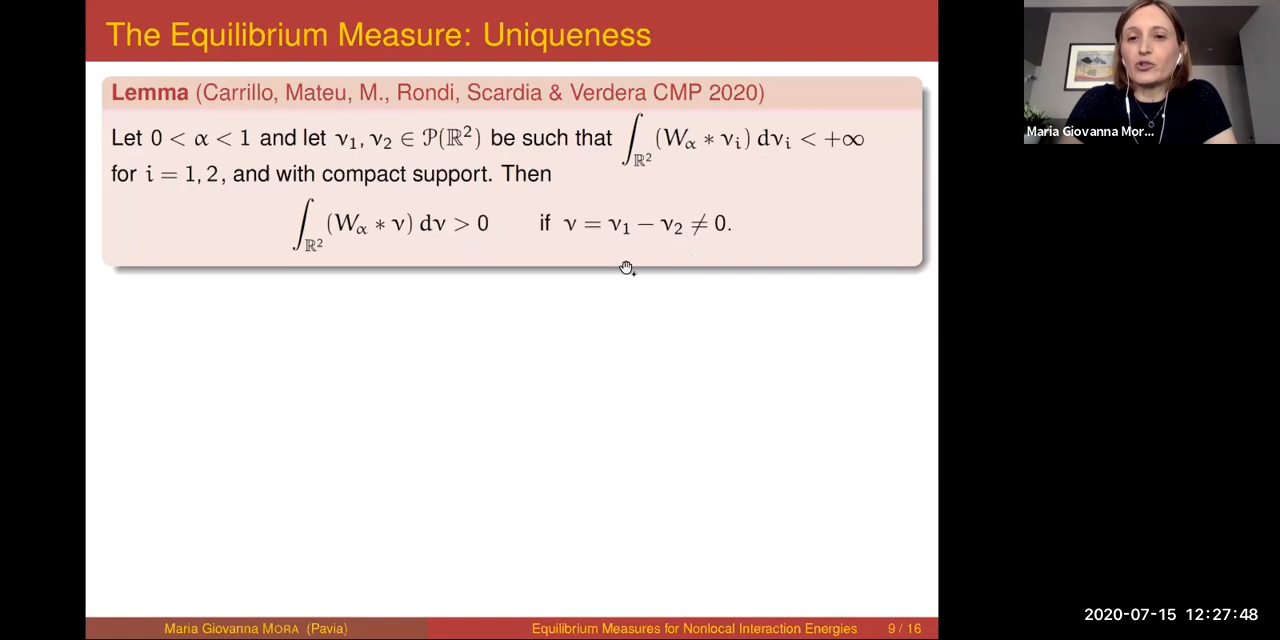 The Equilibrium Measure: Uniqueness
Lemma (Carrillo, Mateu, M., Rondi, Scardia & Verdera CMP 2020)
Let 0 < α < 1 and let ν₁, ν₂ ∈ 𝒫(ℝ²) be such that ∫_{ℝ²} (W_α ∗ ν_i) dν_i < +∞
for i = 1, 2, and with compact support. Then
∫_{ℝ²} (W_α ∗ ν) dν > 0 if ν = ν₁ − ν₂ ≠ 0.
Maria Giovanna MORA (Pavia) Equilibrium Measures for Nonlocal Interaction Energies 9 / 16
Maria Giovanna Mor...
2020-07-15 12:27:48